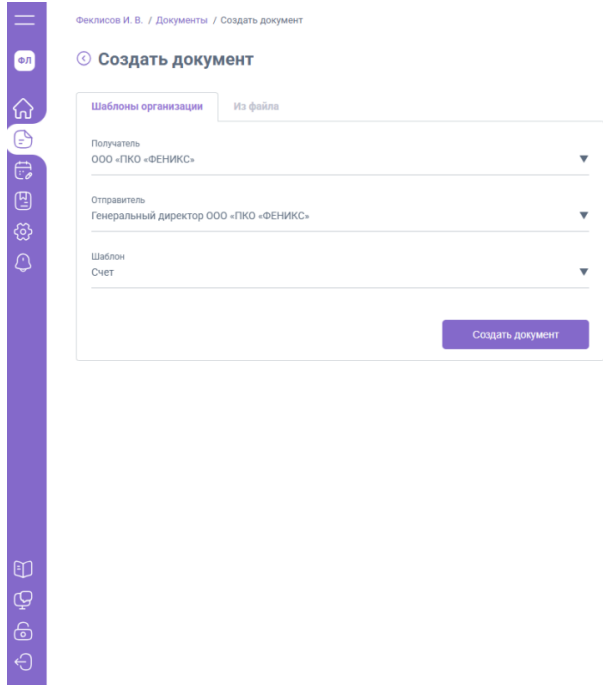 Феклисов И. В. / Документы / Создать документ
ФЛ
Создать документ
Шаблоны организации
Из файла
Получатель
ООО «ПКО «ФЕНИКС»
Отправитель
Генеральный директор ООО «ПКО «ФЕНИКС»
Шаблон
Счет
Создать документ